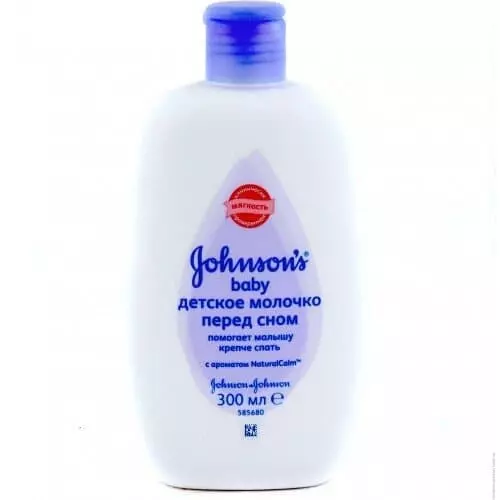 мягкость
Johnson's®
baby
детское молочко
перед сном
помогает малышу
крепче спать
с ароматом NaturalCalm™
Johnson & Johnson
300 мл e
585680